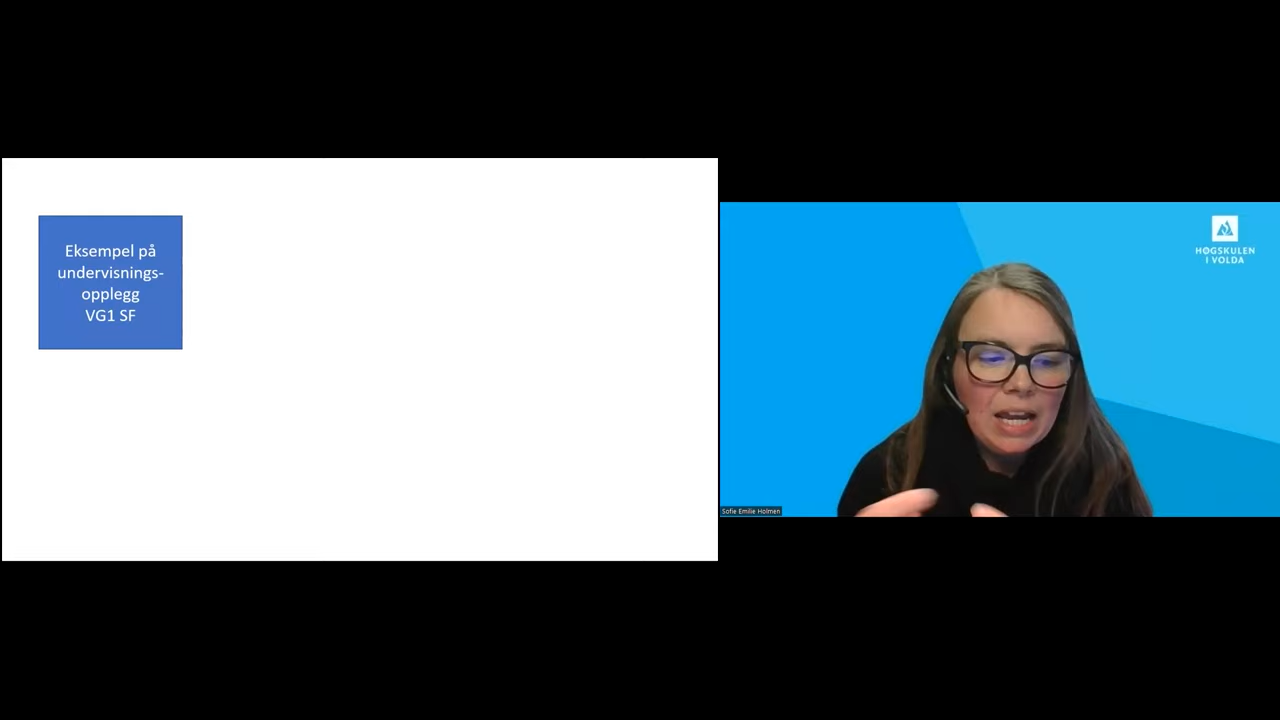 Eksempel på
undervisnings-
opplegg
VG1 SF
HØGSKULEN
I VOLDA
Sofie Emilie Holmen